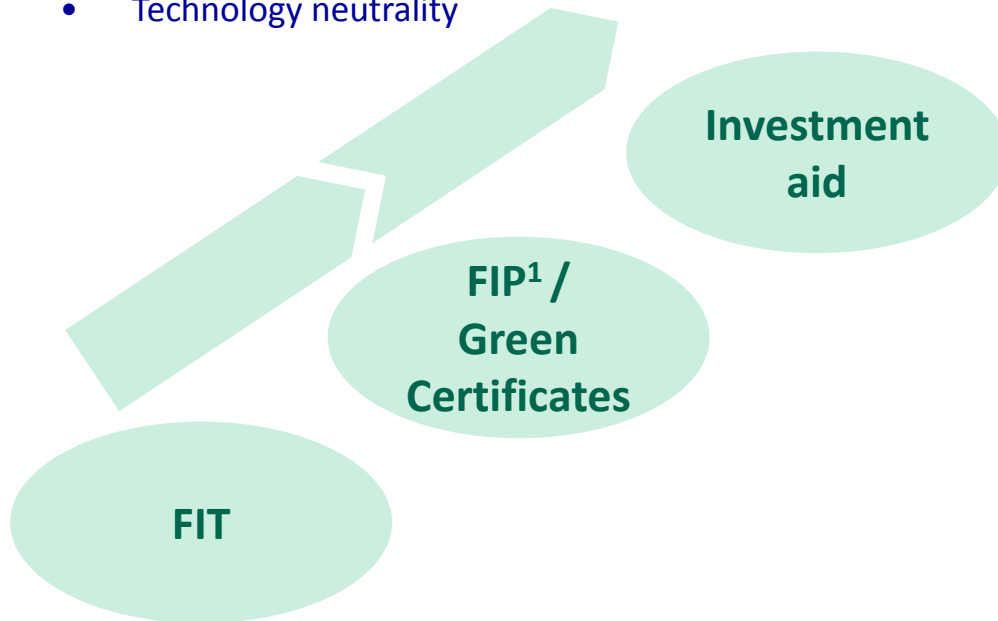 • Technology neutrality
Investment
aid
FIP¹ /
Green
Certificates
FIT